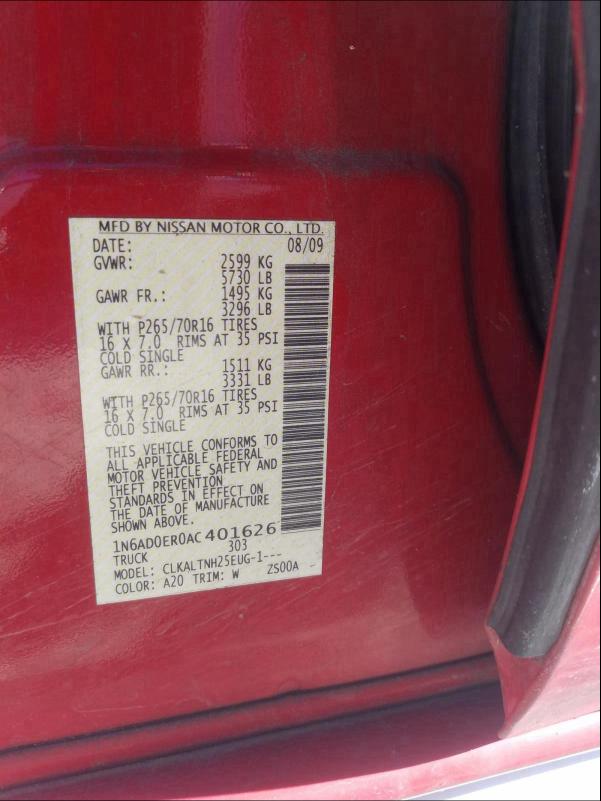 MFD BY NISSAN MOTOR CO., LTD.
DATE: 08/09
GVWR: 2599 KG
5730 LB
GAWR FR.: 1495 KG
3296 LB
WITH P265/70R16 TIRES
16 X 7.0 RIMS AT 35 PSI
COLD SINGLE
GAWR RR.: 1511 KG
3331 LB
WITH P265/70R16 TIRES
16 X 7.0 RIMS AT 35 PSI
COLD SINGLE
THIS VEHICLE CONFORMS TO
ALL APPLICABLE FEDERAL
MOTOR VEHICLE SAFETY AND
THEFT PREVENTION
STANDARDS IN EFFECT ON
THE DATE OF MANUFACTURE
SHOWN ABOVE.
1N6AD0ER0AC401626
TRUCK 303
MODEL: CLKALTNH25EUG-1---
COLOR: A20 TRIM: W ZS00A -